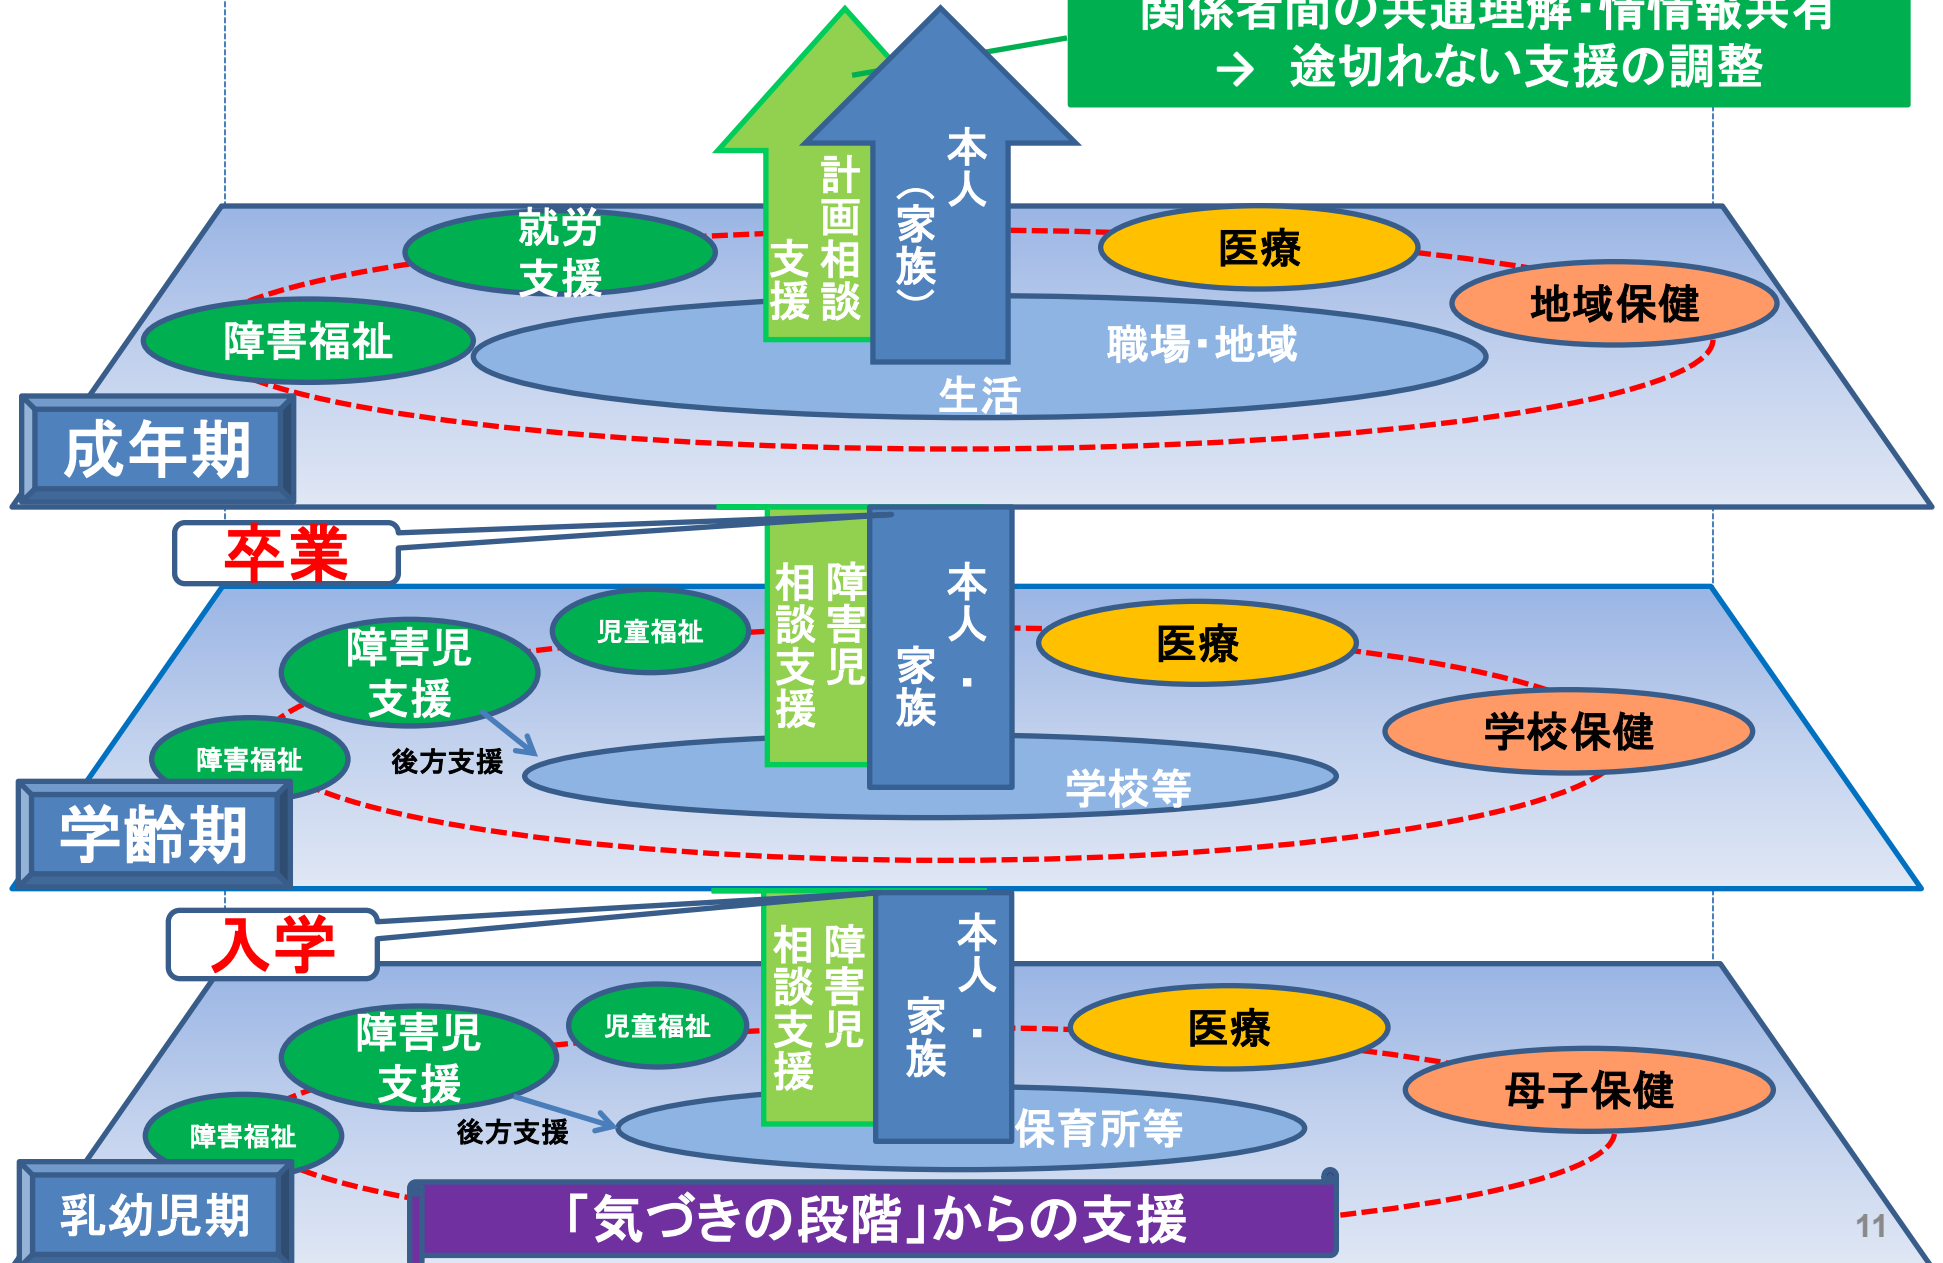 関係者間の共通理解・情情報共有
→ 途切れない支援の調整
本人
（家族）
計画相談
支援
就労
支援
医療
地域保健
障害福祉
職場・地域
生活
成年期
卒業
障害児
相談支援
本人・
家族
児童福祉
障害児
支援
医療
学校保健
障害福祉
後方支援
学校等
学齢期
入学
障害児
相談支援
本人・
家族
児童福祉
障害児
支援
医療
母子保健
障害福祉
後方支援
保育所等
乳幼児期
「気づきの段階」からの支援
11